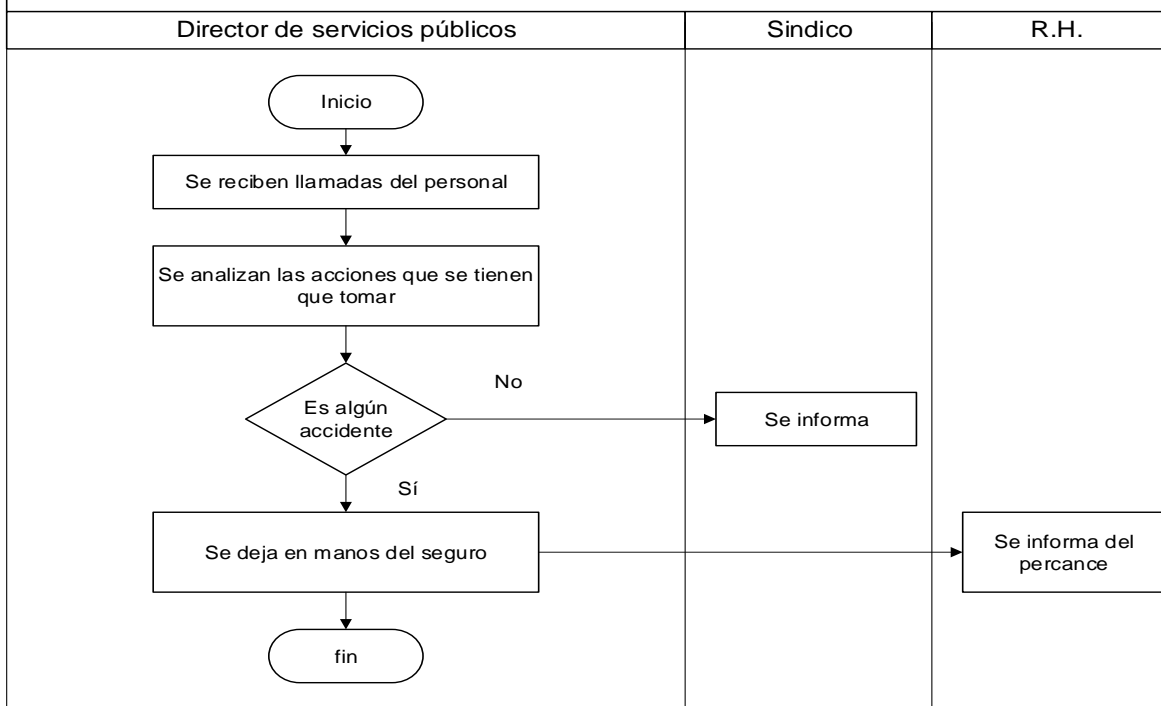 Director de servicios públicos
Sindico
R.H.
Inicio
Se reciben llamadas del personal
Se analizan las acciones que se tienen
que tomar
Es algún
accidente
No
Se informa
Sí
Se deja en manos del seguro
Se informa del
percance
fin